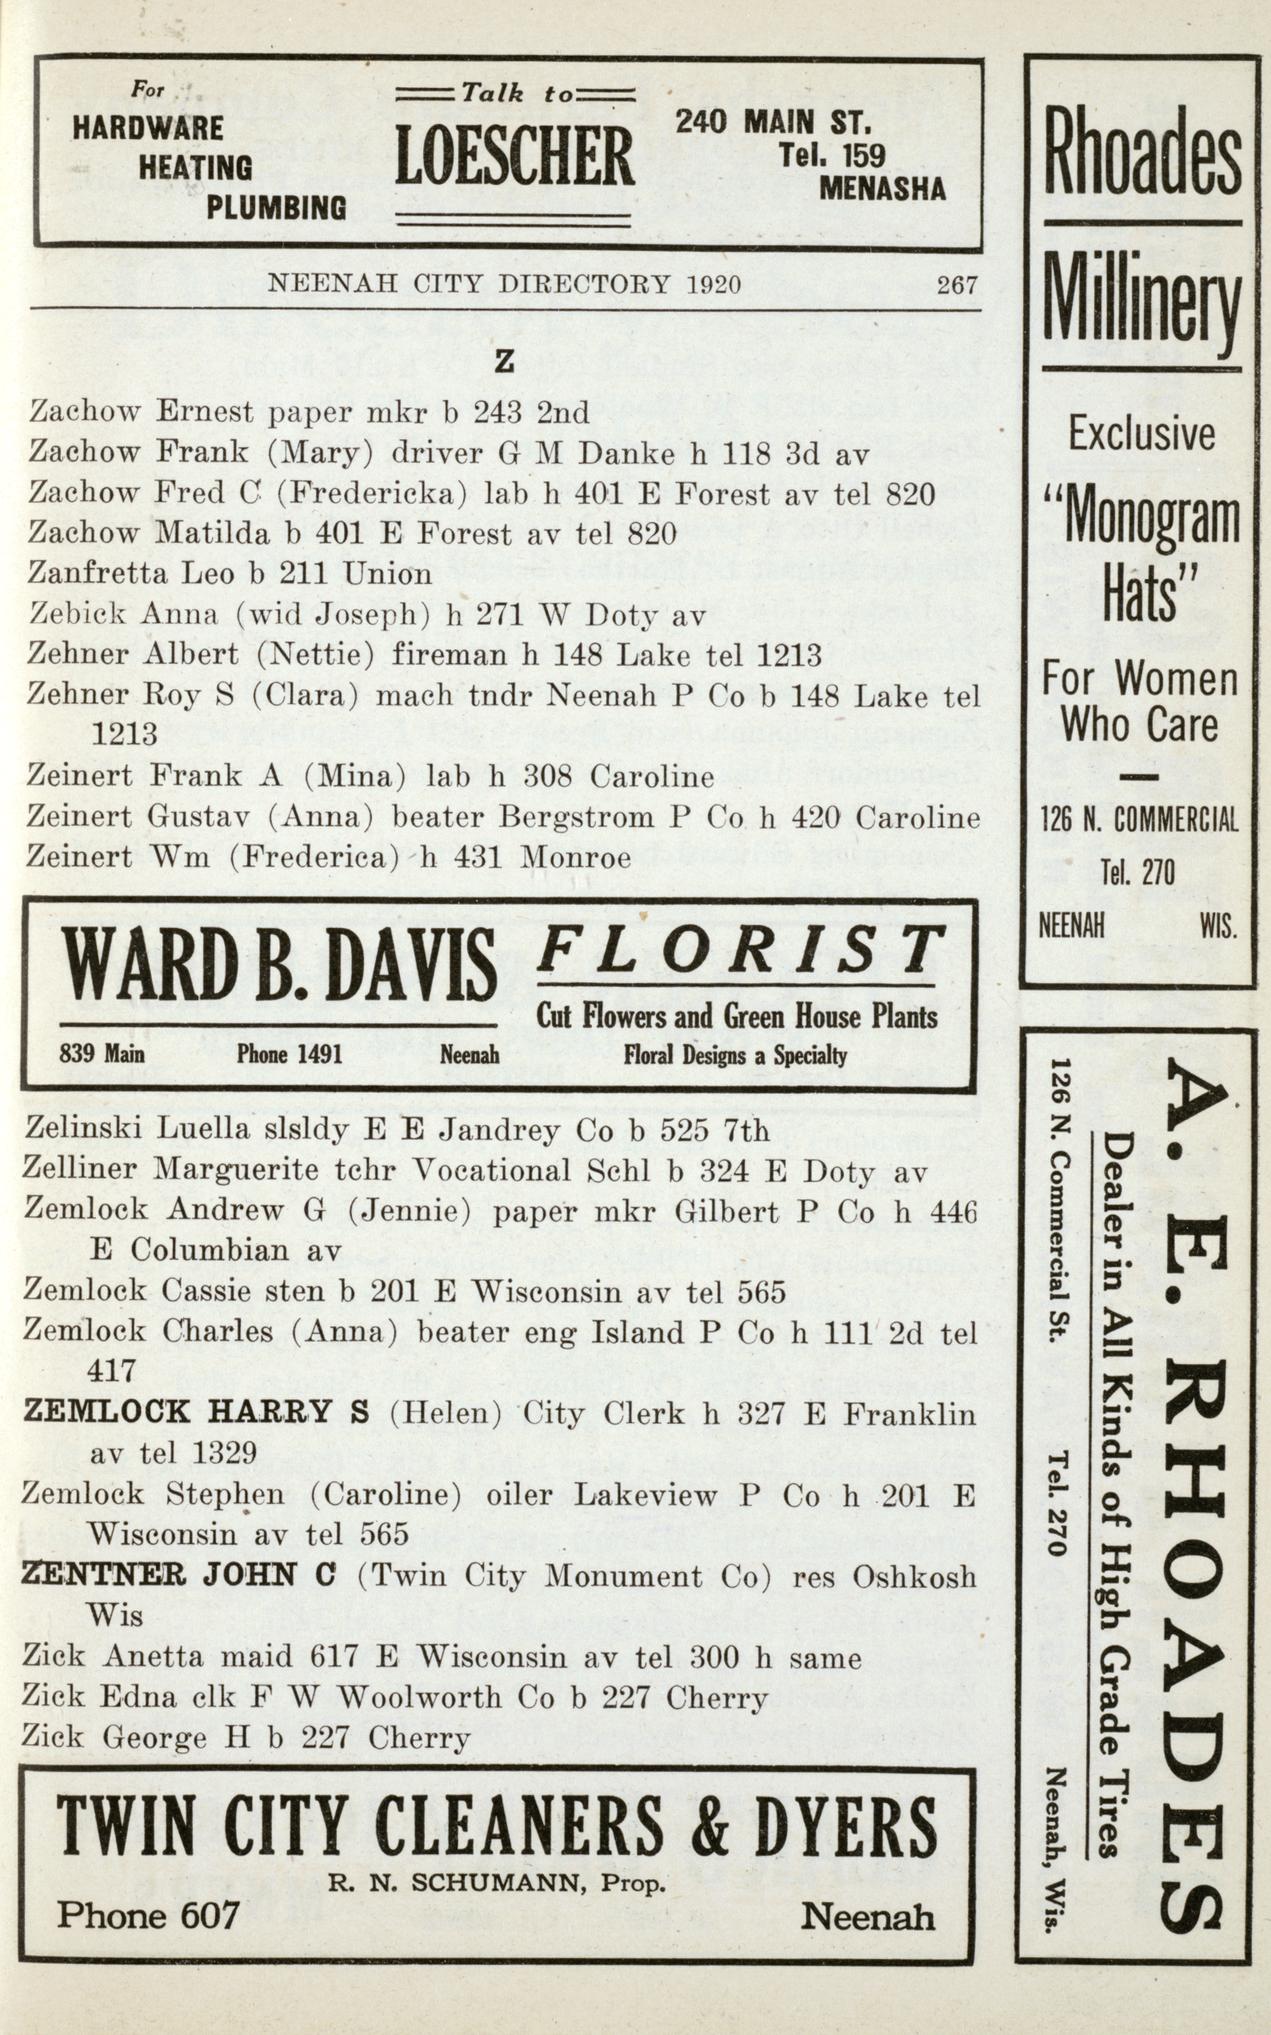 For
HARDWARE
HEATING
PLUMBING
Talk to
LOESCHER
240 MAIN ST.
Tel. 159
MENASHA
NEENAH CITY DIRECTORY 1920 267
Z
Zachow Ernest paper mkr b 243 2nd
Zachow Frank (Mary) driver G M Danke h 118 3d av
Zachow Fred C (Fredericka) lab h 401 E Forest av tel 820
Zachow Matilda b 401 E Forest av tel 820
Zanfretta Leo b 211 Union
Zebick Anna (wid Joseph) h 271 W Doty av
Zehner Albert (Nettie) fireman h 148 Lake tel 1213
Zehner Roy S (Clara) mach tndr Neenah P Co b 148 Lake tel
1213
Zeinert Frank A (Mina) lab h 308 Caroline
Zeinert Gustav (Anna) beater Bergstrom P Co h 420 Caroline
Zeinert Wm (Frederica) h 431 Monroe
WARD B. DAVIS
839 Main Phone 1491 Neenah
FLORIST
Cut Flowers and Green House Plants
Floral Designs a Specialty
Zelinski Luella slsldy E E Jandrey Co b 525 7th
Zelliner Marguerite tchr Vocational Schl b 324 E Doty av
Zemlock Andrew G (Jennie) paper mkr Gilbert P Co h 446
E Columbian av
Zemlock Cassie sten b 201 E Wisconsin av tel 565
Zemlock Charles (Anna) beater eng Island P Co h 111 2d tel
417
ZEMLOCK HARRY S (Helen) City Clerk h 327 E Franklin
av tel 1329
Zemlock Stephen (Caroline) oiler Lakeview P Co h 201 E
Wisconsin av tel 565
ZENTNER JOHN C (Twin City Monument Co) res Oshkosh
Wis
Zick Anetta maid 617 E Wisconsin av tel 300 h same
Zick Edna clk F W Woolworth Co b 227 Cherry
Zick George H b 227 Cherry
TWIN CITY CLEANERS & DYERS
R. N. SCHUMANN, Prop.
Phone 607 Neenah
Rhoades
Millinery
Exclusive
"Monogram
Hats"
For Women
Who Care
126 N. COMMERCIAL
Tel. 270
NEENAH WIS.
A. E. RHOADES
Dealer in All Kinds of High Grade Tires
126 N. Commercial St. Tel. 270 Neenah, Wis.